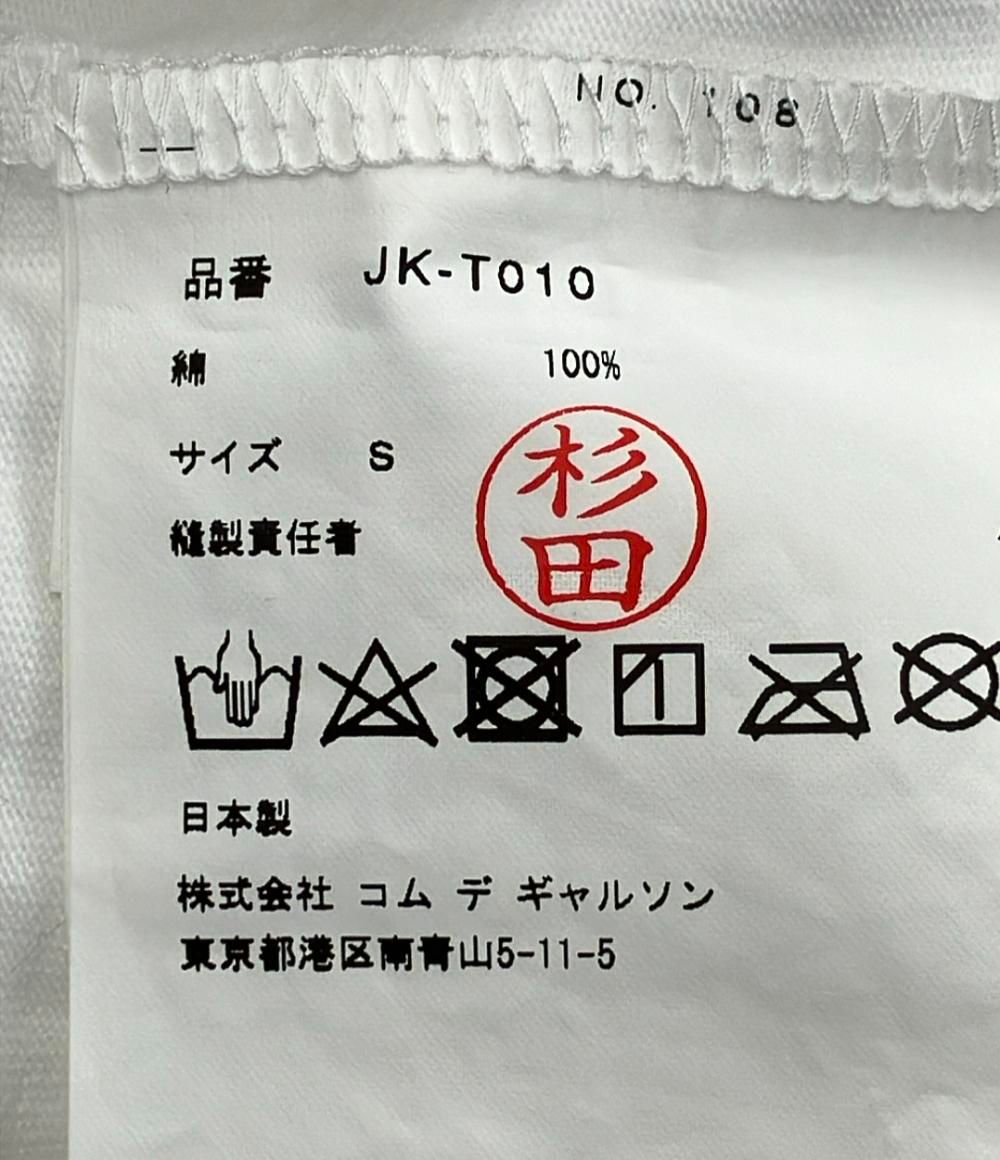 NO. 108
品番 JK-T010
綿 100%
サイズ S
縫製責任者 杉田
日本製
株式会社 コム デ ギャルソン
東京都港区南青山5-11-5